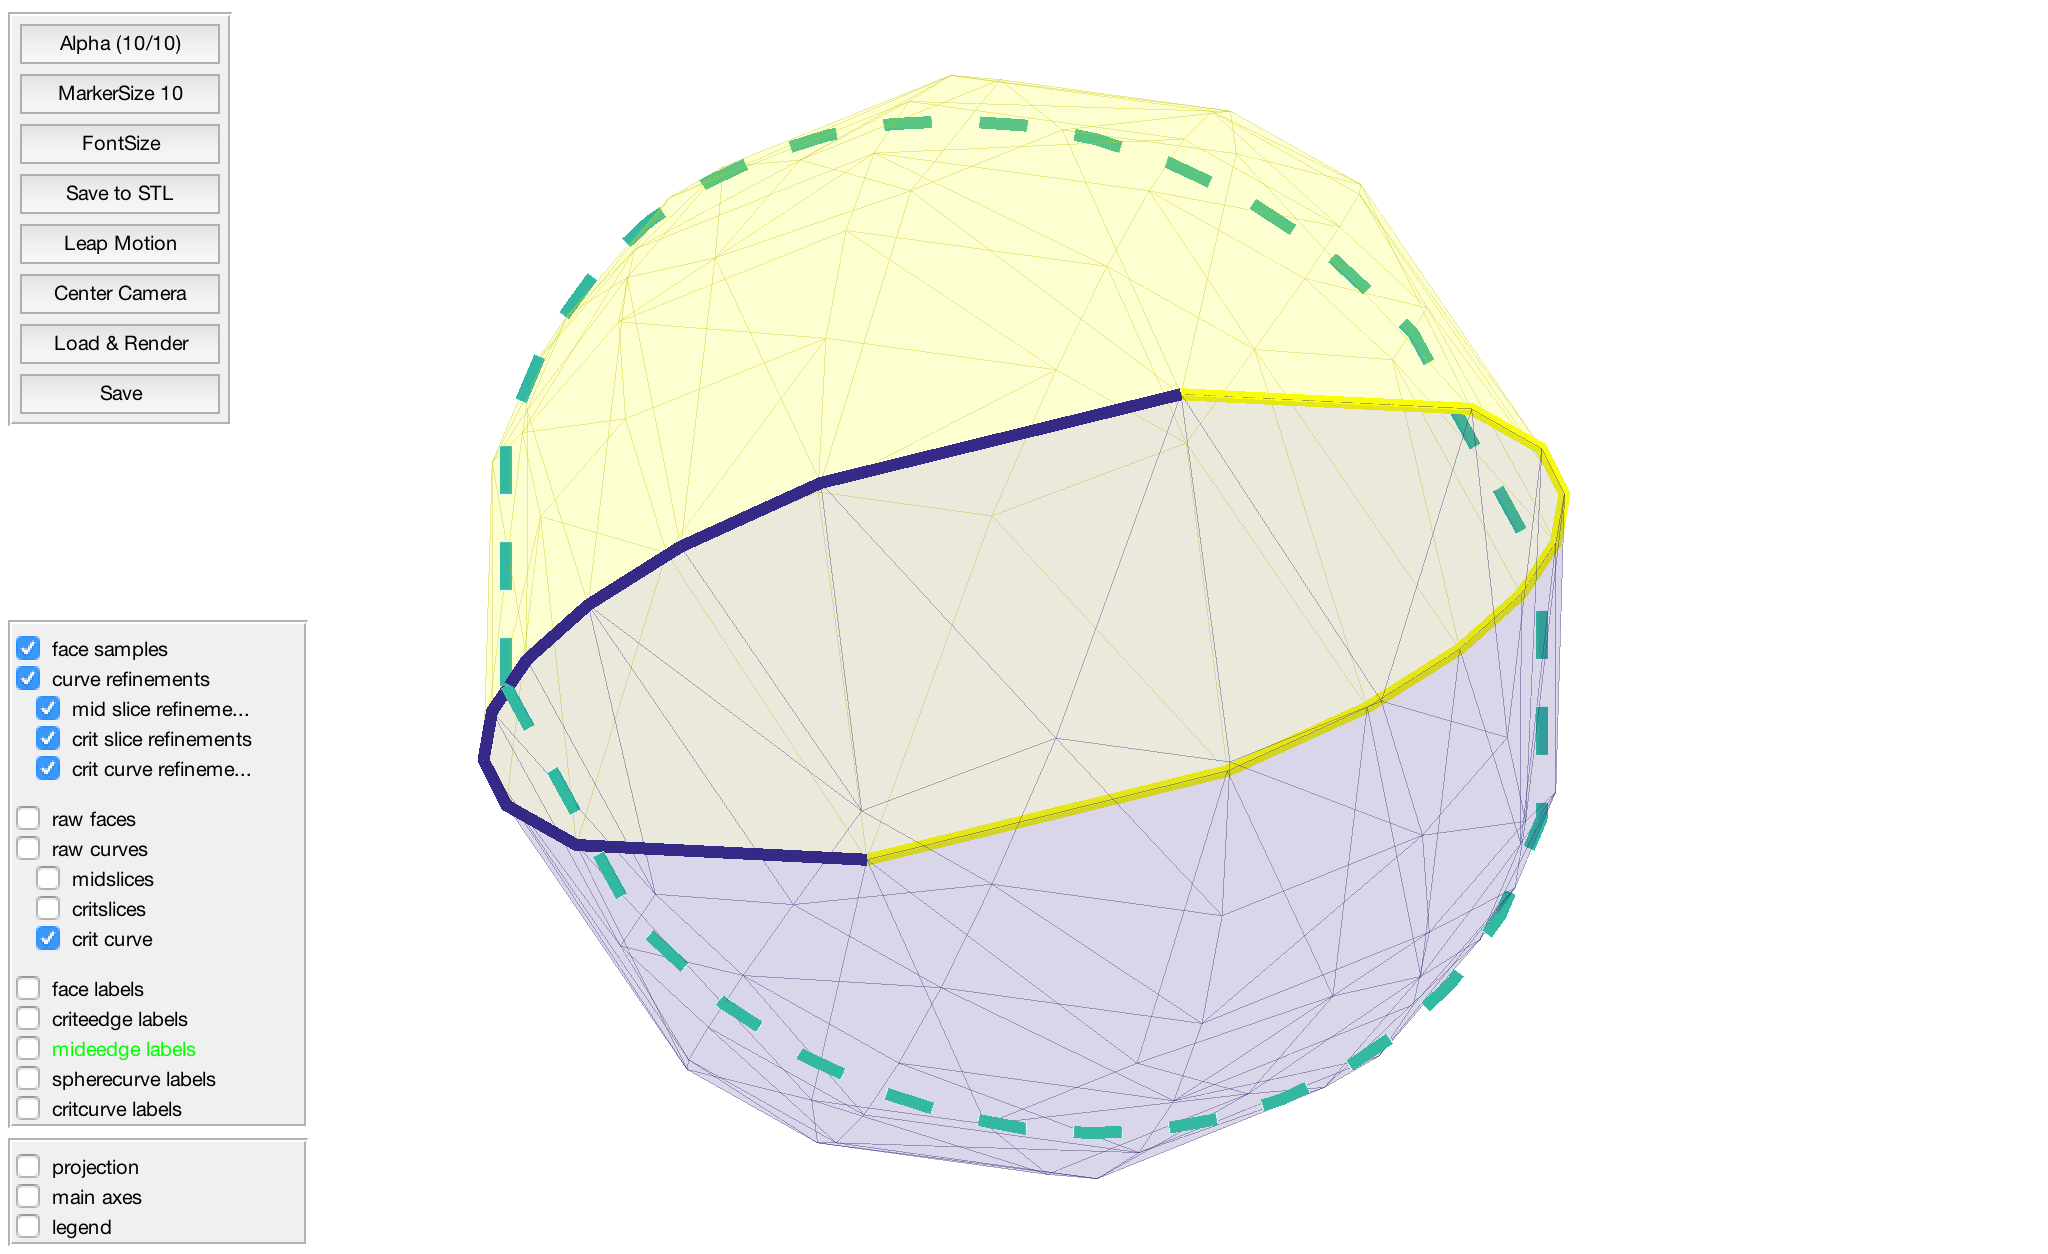 Alpha (10/10)
MarkerSize 10
FontSize
Save to STL
Leap Motion
Center Camera
Load & Render
Save
face samples
curve refinements
mid slice refineme...
crit slice refinements
crit curve refineme...
raw faces
raw curves
midslices
critslices
crit curve
face labels
criteedge labels
mideedge labels
spherecurve labels
critcurve labels
projection
main axes
legend